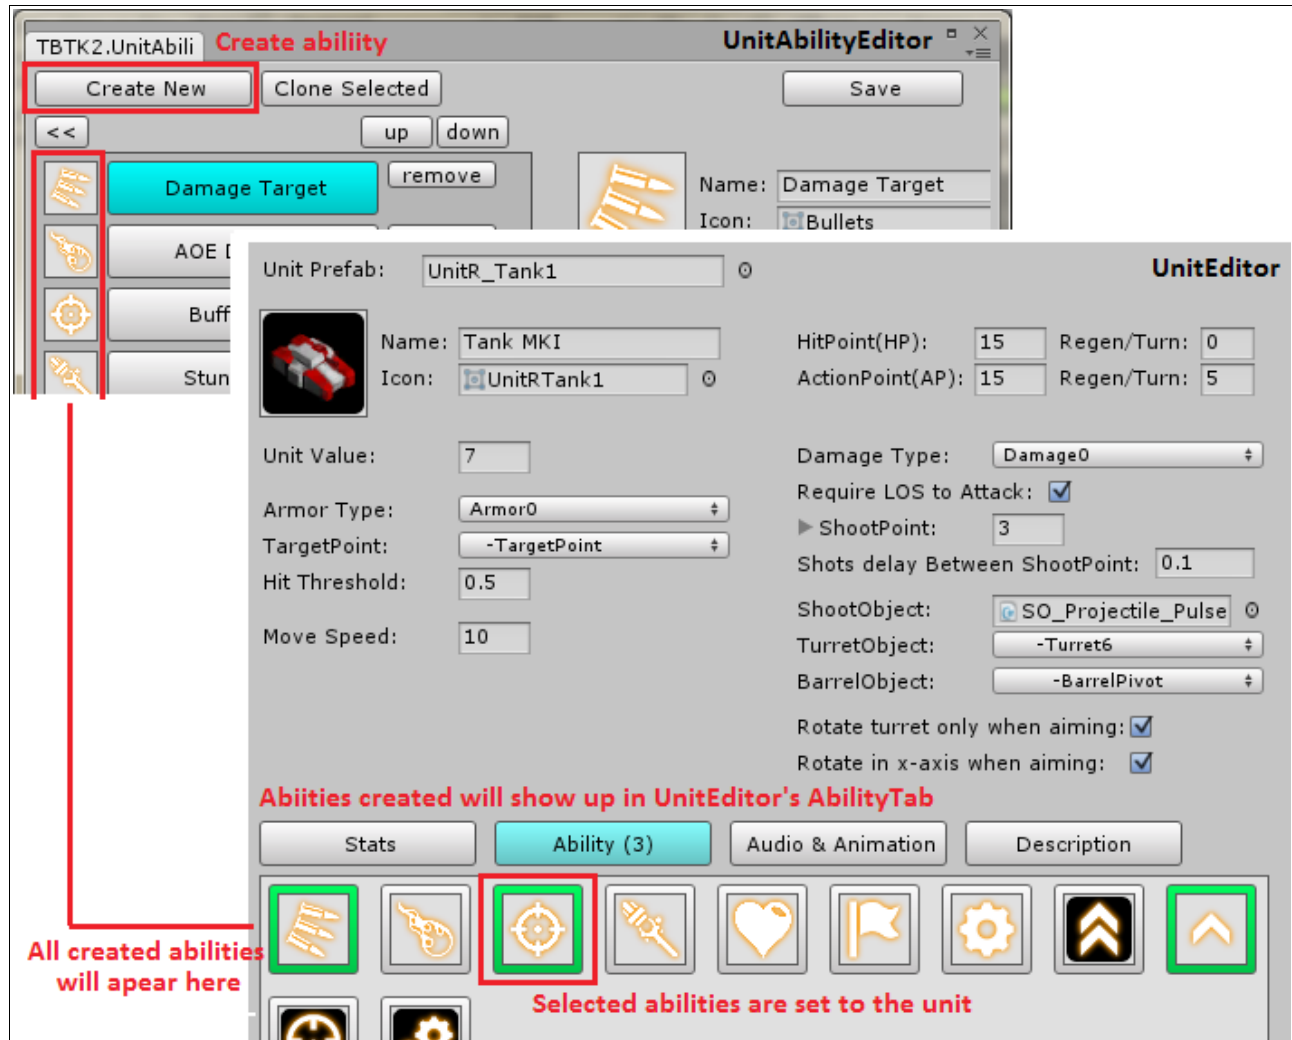 TBTK2.UnitAbili Create abiliity UnitAbilityEditor
Create New Clone Selected Save
<< up down
Damage Target remove Name: Damage Target
Icon: Bullets
AOE D
Buff
Stun
Unit Prefab: UnitR_Tank1 UnitEditor
Name: Tank MKI HitPoint(HP): 15 Regen/Turn: 0
Icon: UnitRTank1 ActionPoint(AP): 15 Regen/Turn: 5
Unit Value: 7 Damage Type: Damage0
Require LOS to Attack:
Armor Type: Armor0 ShootPoint: 3
TargetPoint: -TargetPoint Shots delay Between ShootPoint: 0.1
Hit Threshold: 0.5
ShootObject: SO_Projectile_Pulse
Move Speed: 10 TurretObject: -Turret6
BarrelObject: -BarrelPivot
Rotate turret only when aiming:
Rotate in x-axis when aiming:
Abiities created will show up in UnitEditor's AbilityTab
Stats Ability (3) Audio & Animation Description
All created abilities
will apear here
Selected abilities are set to the unit